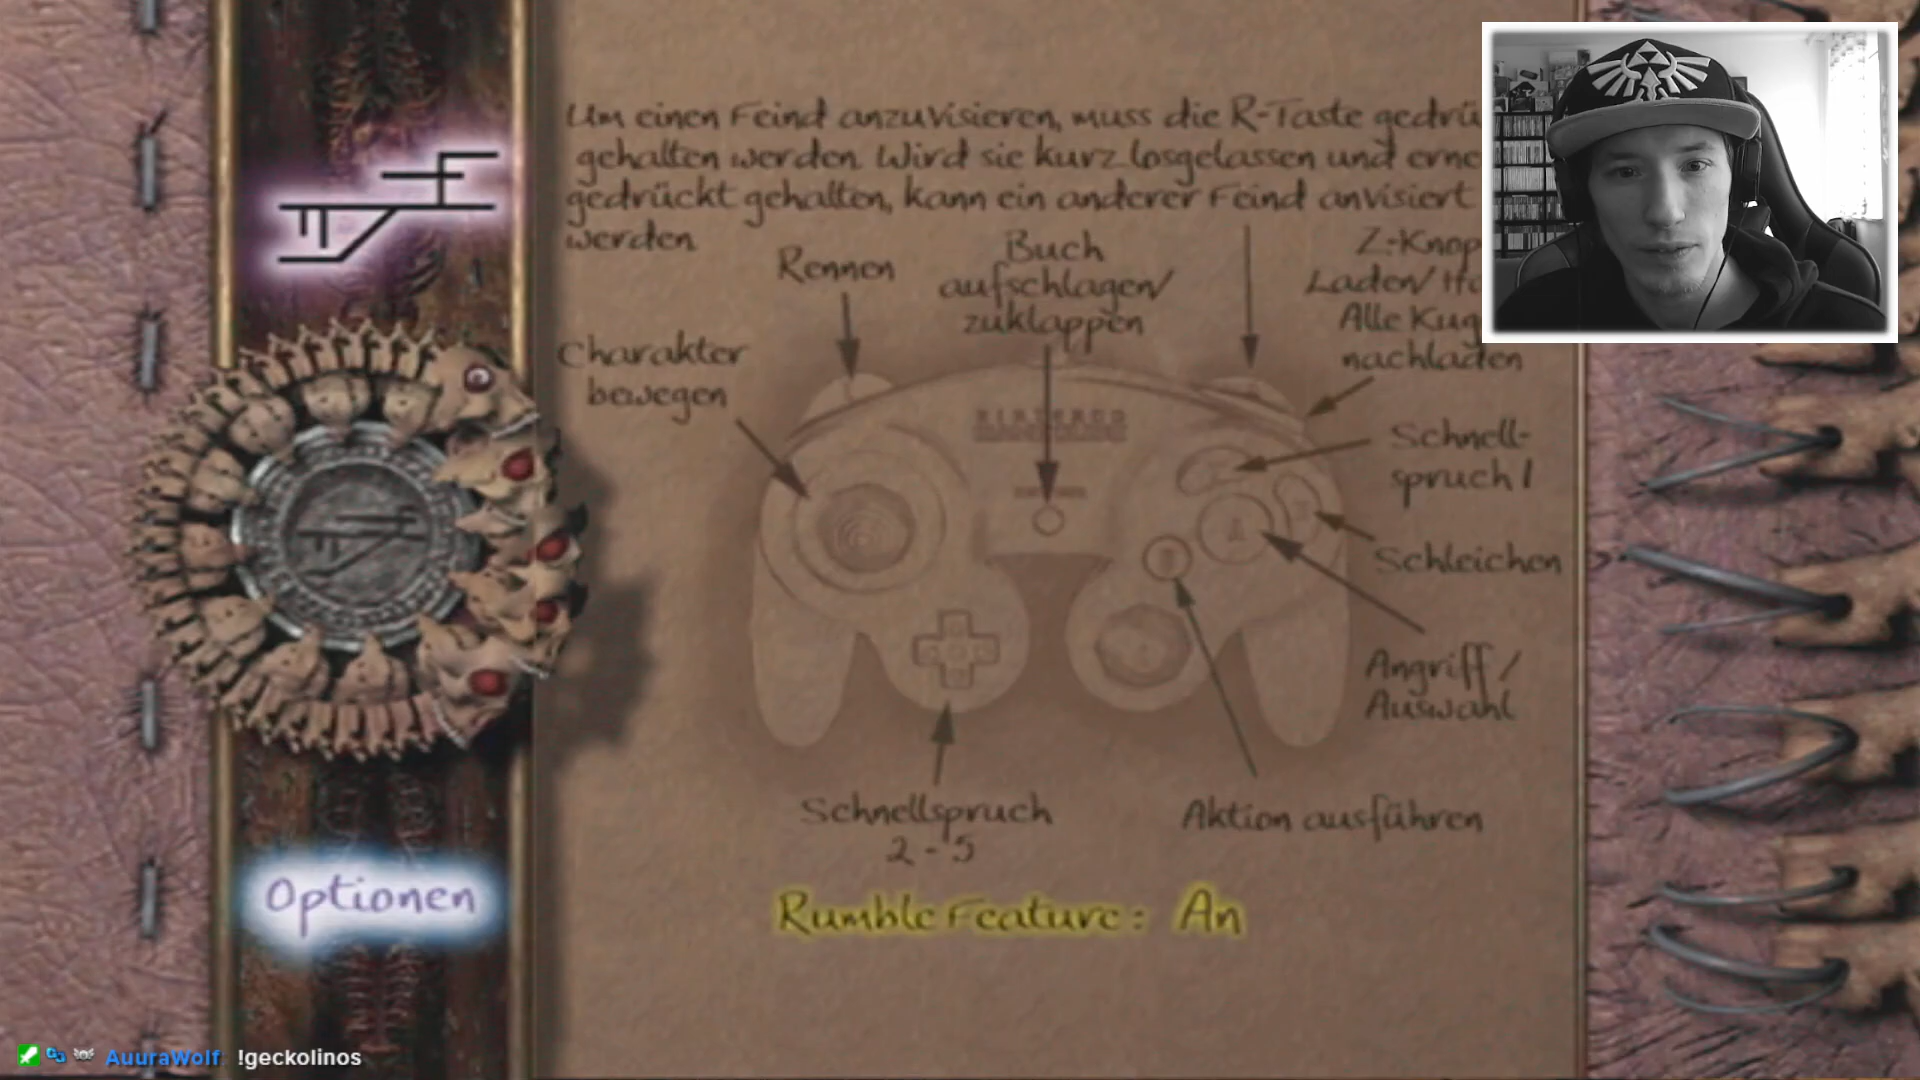 Um einen Feind anzuvisieren, muss die R-Taste
gehalten werden. Wird sie kurz losgelassen und
gedrückt gehalten, kann ein anderer Feind anvisiert
werden.
Rennen
Buch
aufschlagen/
zuklappen
Laden/
Alle
nachladen
Charakter
bewegen
NINTENDO
Schnell-
spruch 1
Schleichen
Angriff/
Auswahl
Schnellspruch
2 - 5
Aktion ausführen
Optionen
Rumble Feature: An
AuuraWolf !geckolinos